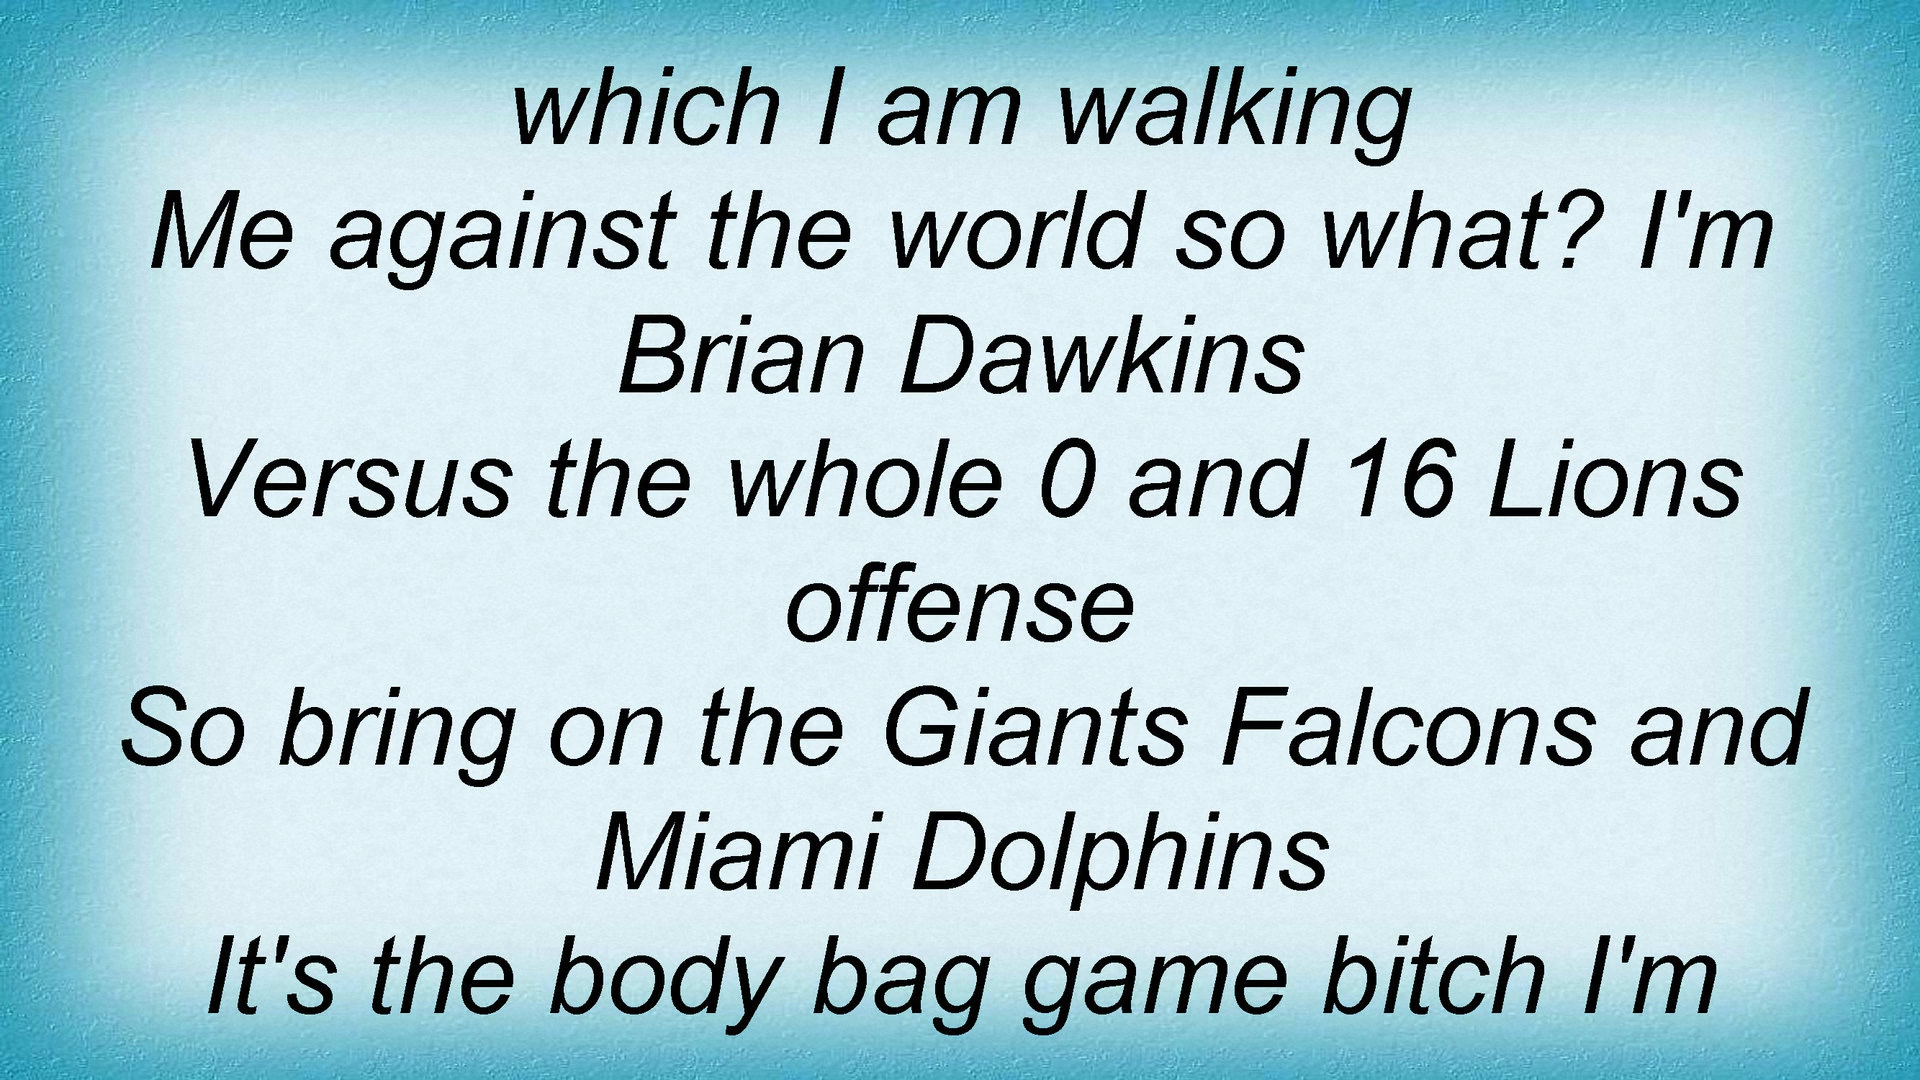 which I am walking
Me against the world so what? I'm
Brian Dawkins
Versus the whole 0 and 16 Lions
offense
So bring on the Giants Falcons and
Miami Dolphins
It's the body bag game bitch I'm